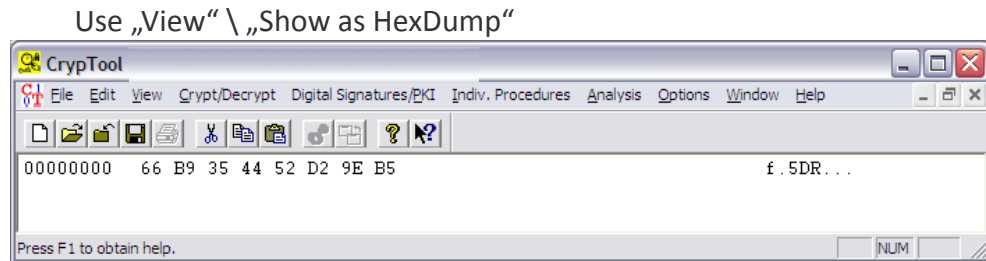 Use „View“ \ „Show as HexDump“
CrypTool
File Edit View Crypt/Decrypt Digital Signatures/PKI Indiv. Procedures Analysis Options Window Help
00000000 66 B9 35 44 52 D2 9E B5 f.5DR...
Press F1 to obtain help. NUM